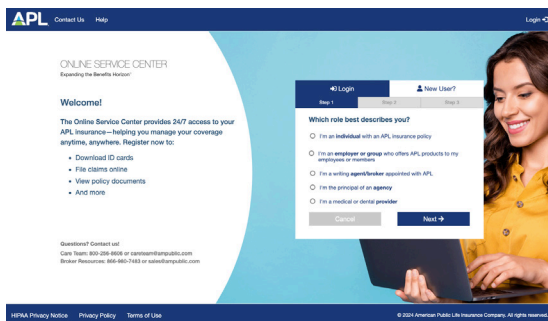 APL Contact Us Help Login
ONLINE SERVICE CENTER
Expanding the Benefits Horizon
Welcome!
The Online Service Center provides 24/7 access to your
APL insurance—helping you manage your coverage
anytime, anywhere. Register now to:
• Download ID cards
• File claims online
• View policy documents
• And more
Questions? Contact us!
Care Team: 800-256-8606 or careteam@ampublic.com
Broker Resources: 866-980-7483 or sales@ampublic.com
Login New User?
Step 1 Step 2 Step 3
Which role best describes you?
I'm an individual with an APL insurance policy
I'm an employer or group who offers APL products to my
employees or members
I'm a writing agent/broker appointed with APL
I'm the principal of an agency
I'm a medical or dental provider
Cancel Next →
HIPAA Privacy Notice Privacy Policy Terms of Use © 2024 American Public Life Insurance Company. All rights reserved.